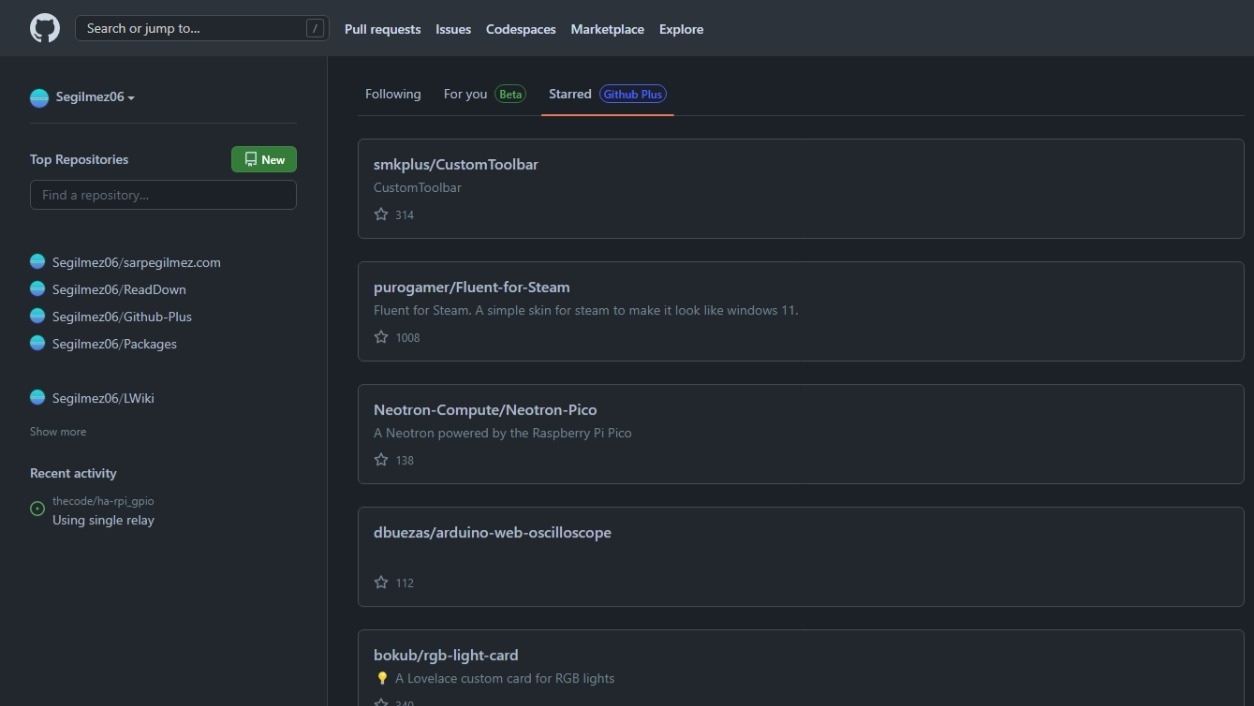 Search or jump to... /
Pull requests Issues Codespaces Marketplace Explore
Segilmez06
Top Repositories New
Find a repository...
Segilmez06/sarpegilmez.com
Segilmez06/ReadDown
Segilmez06/Github-Plus
Segilmez06/Packages
Segilmez06/LWiki
Show more
Recent activity
thecode/ha-rpi_gpio
Using single relay
Following For you Beta Starred Github Plus
smkplus/CustomToolbar
CustomToolbar
314
purogamer/Fluent-for-Steam
Fluent for Steam. A simple skin for steam to make it look like windows 11.
1008
Neotron-Compute/Neotron-Pico
A Neotron powered by the Raspberry Pi Pico
138
dbuezas/arduino-web-oscilloscope
112
bokub/rgb-light-card
💡 A Lovelace custom card for RGB lights
340